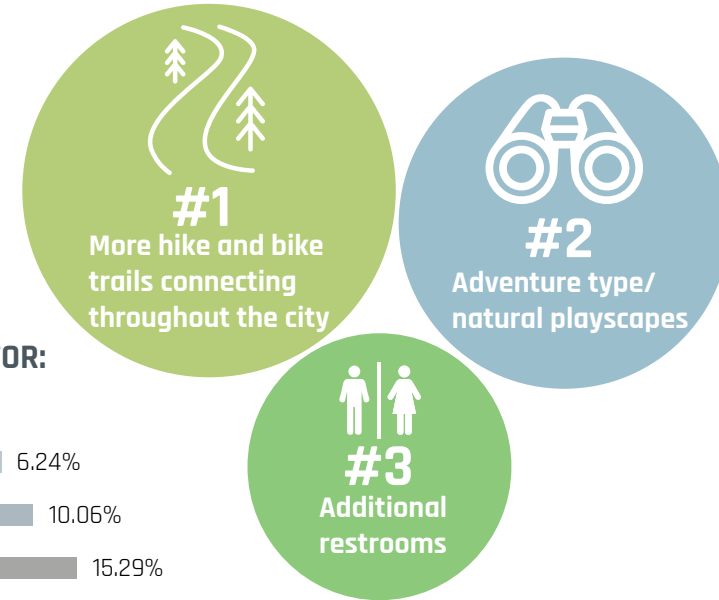 #1
More hike and bike
trails connecting
throughout the city
#2
Adventure type/
natural playscapes
OR:
6.24%
10.06%
15.29%
#3
Additional
restrooms